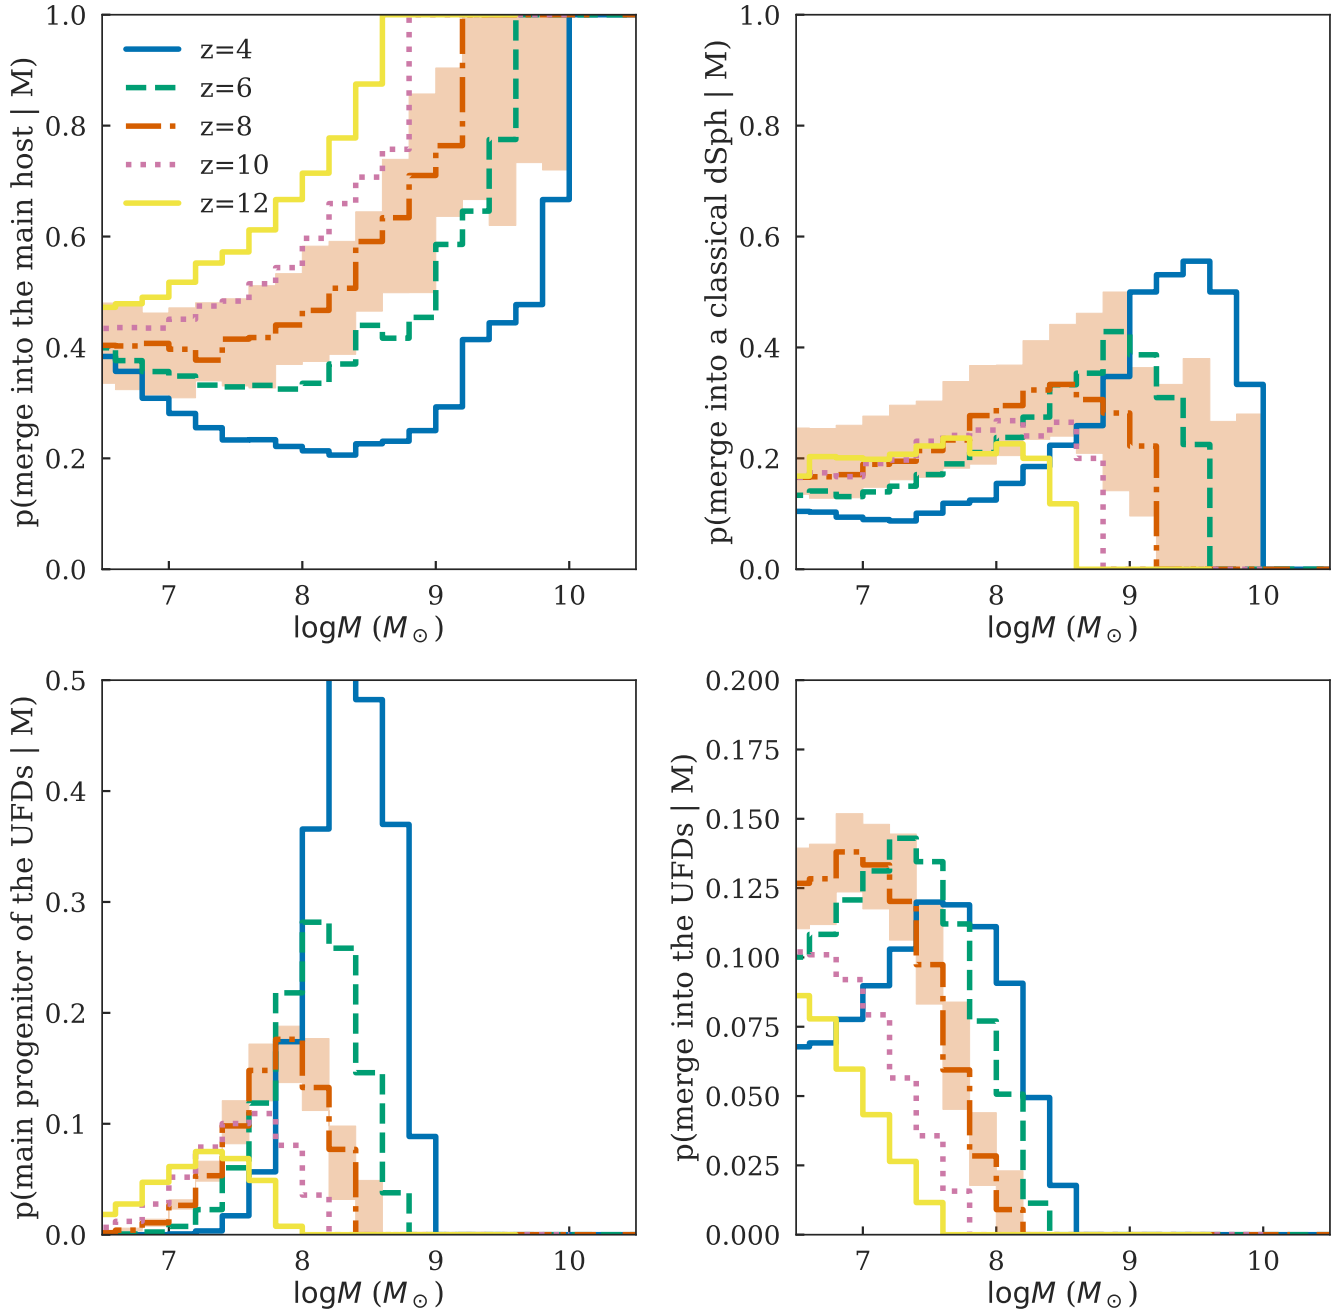 p(merge into the main host | M)
1.0
0.8
0.6
0.4
0.2
0.0
z=4
z=6
z=8
z=10
z=12
7 8 9 10
logM (M⊙)
p(merge into a classical dSph | M)
1.0
0.8
0.6
0.4
0.2
0.0
7 8 9 10
logM (M⊙)
p(main progenitor of the UFDs | M)
0.5
0.4
0.3
0.2
0.1
0.0
7 8 9 10
logM (M⊙)
p(merge into the UFDs | M)
0.200
0.175
0.150
0.125
0.100
0.075
0.050
0.025
0.000
7 8 9 10
logM (M⊙)